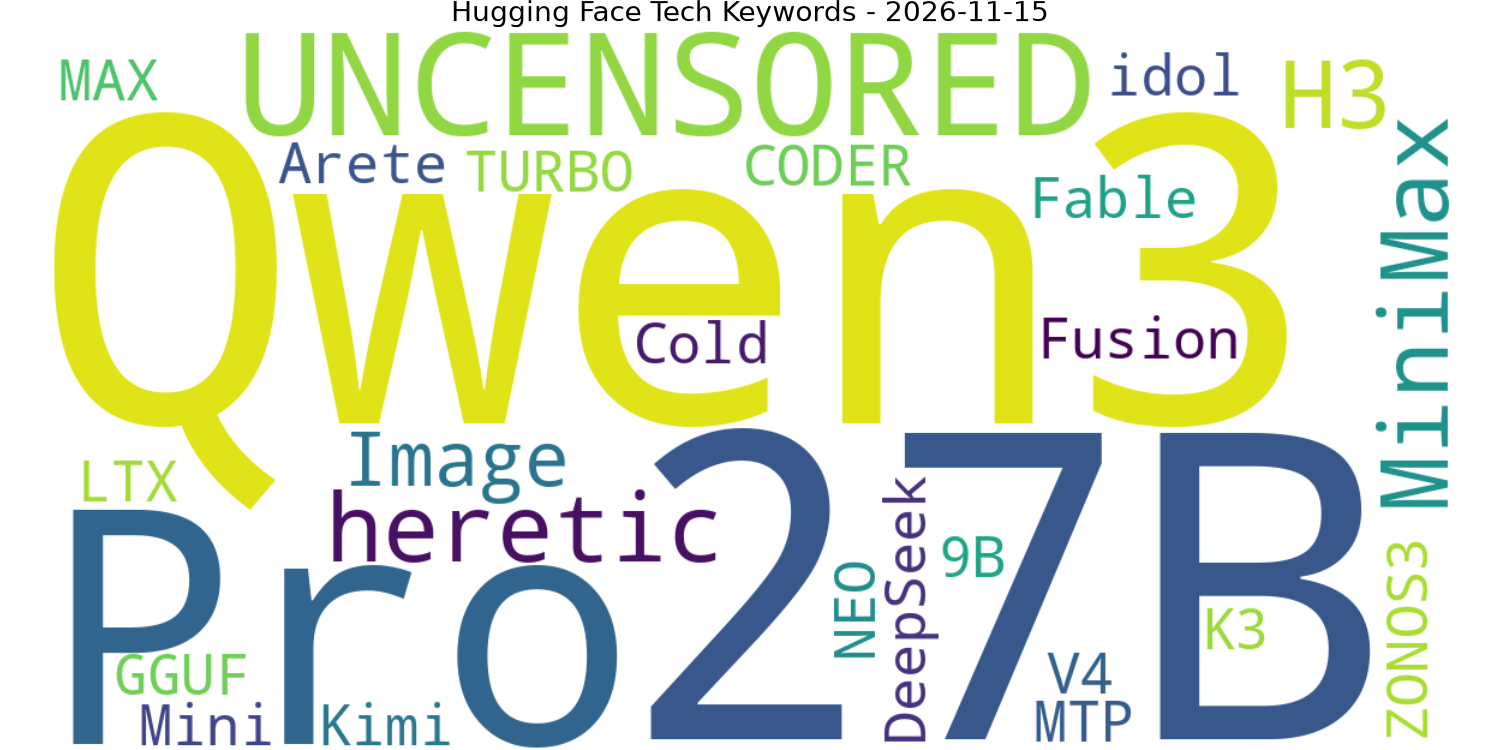 Hugging Face Tech Keywords - 2026-11-15
MAX
UNCENSORED
idol
H3
Arete
TURBO
CODER
Fable
Qwen3
MiniMax
Cold
Fusion
Image
LTX
heretic
Pro
27B
DeepSeek
9B
NEO
K3
ZONOS3
GGUF
V4
Mini
Kimi
MTP